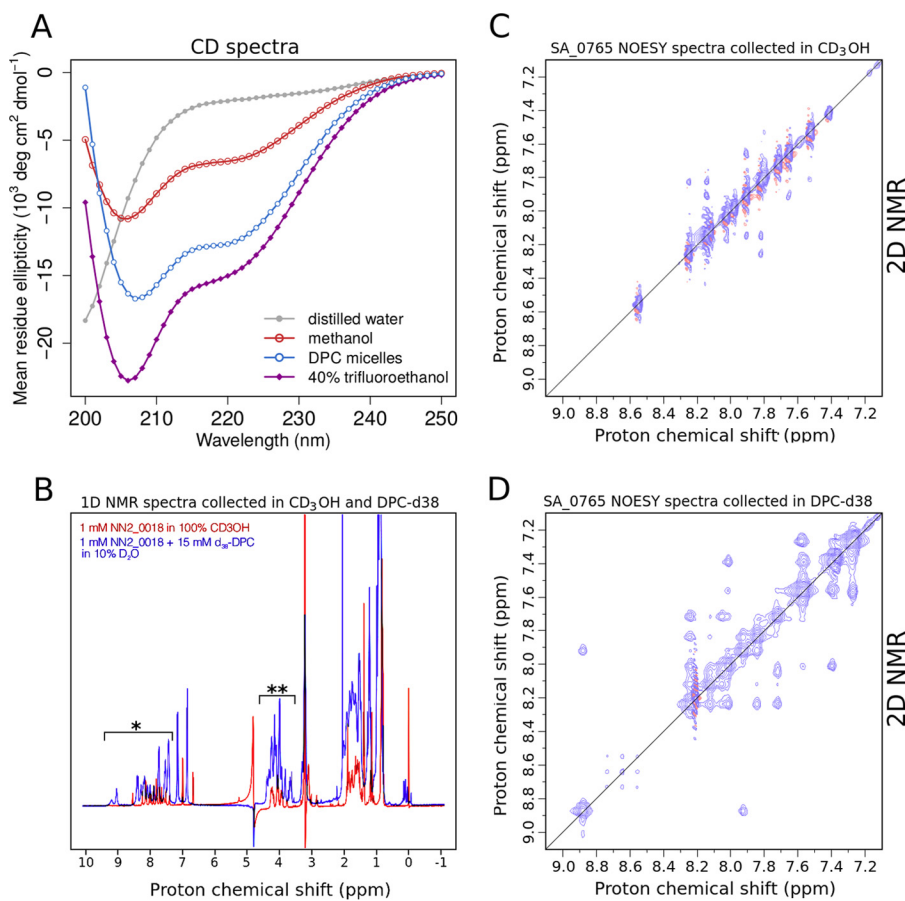 A
CD spectra
Mean residue ellipticity (10³ deg cm² dmol⁻¹)
0
−5
−10
−15
−20
distilled water
methanol
DPC micelles
40% trifluoroethanol
200 210 220 230 240 250
Wavelength (nm)
B
1D NMR spectra collected in CD₃OH and DPC-d38
1 mM NN2_0018 in 100% CD3OH
1 mM NN2_0018 + 15 mM d₃₈-DPC
in 10% D₂O
*
**
10 9 8 7 6 5 4 3 2 1 0 -1
Proton chemical shift (ppm)
C
SA_0765 NOESY spectra collected in CD₃OH
Proton chemical shift (ppm)
7.2
7.4
7.6
7.8
8.0
8.2
8.4
8.6
8.8
9.0
9.0 8.8 8.6 8.4 8.2 8.0 7.8 7.6 7.4 7.2
Proton chemical shift (ppm)
2D NMR
D
SA_0765 NOESY spectra collected in DPC-d38
Proton chemical shift (ppm)
7.2
7.4
7.6
7.8
8.0
8.2
8.4
8.6
8.8
9.0
9.0 8.8 8.6 8.4 8.2 8.0 7.8 7.6 7.4 7.2
Proton chemical shift (ppm)
2D NMR